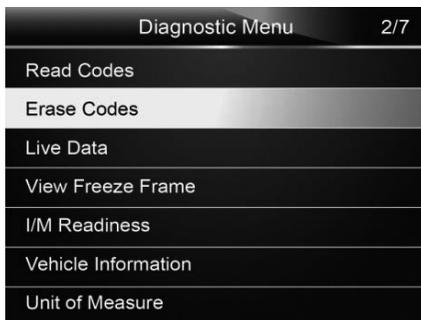 Diagnostic Menu 2/7
Read Codes
Erase Codes
Live Data
View Freeze Frame
I/M Readiness
Vehicle Information
Unit of Measure